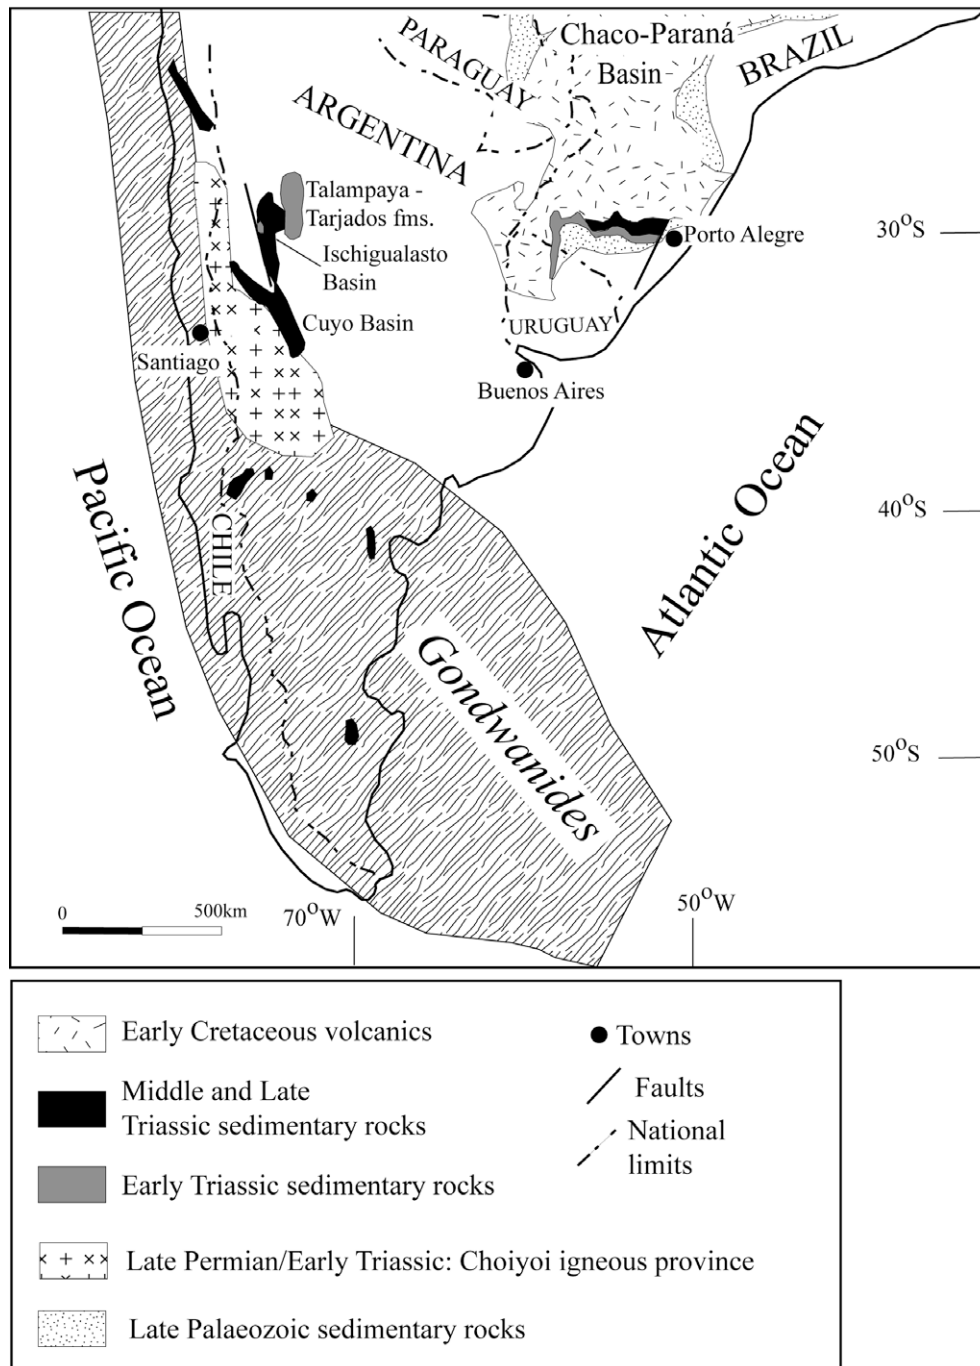 PARAGUAY
Chaco-Paraná
Basin
BRAZIL
ARGENTINA
Talampaya -
Tarjados fms.
Ischigualasto
Basin
Cuyo Basin
Porto Alegre
30°S
URUGUAY
Santiago
Buenos Aires
Pacific Ocean
CHILE
40°S
Atlantic Ocean
Gondwanides
50°S
0
500km
70°W
50°W
Early Cretaceous volcanics
Middle and Late
Triassic sedimentary rocks
Early Triassic sedimentary rocks
Late Permian/Early Triassic: Choiyoi igneous province
Late Palaeozoic sedimentary rocks
Towns
Faults
National
limits